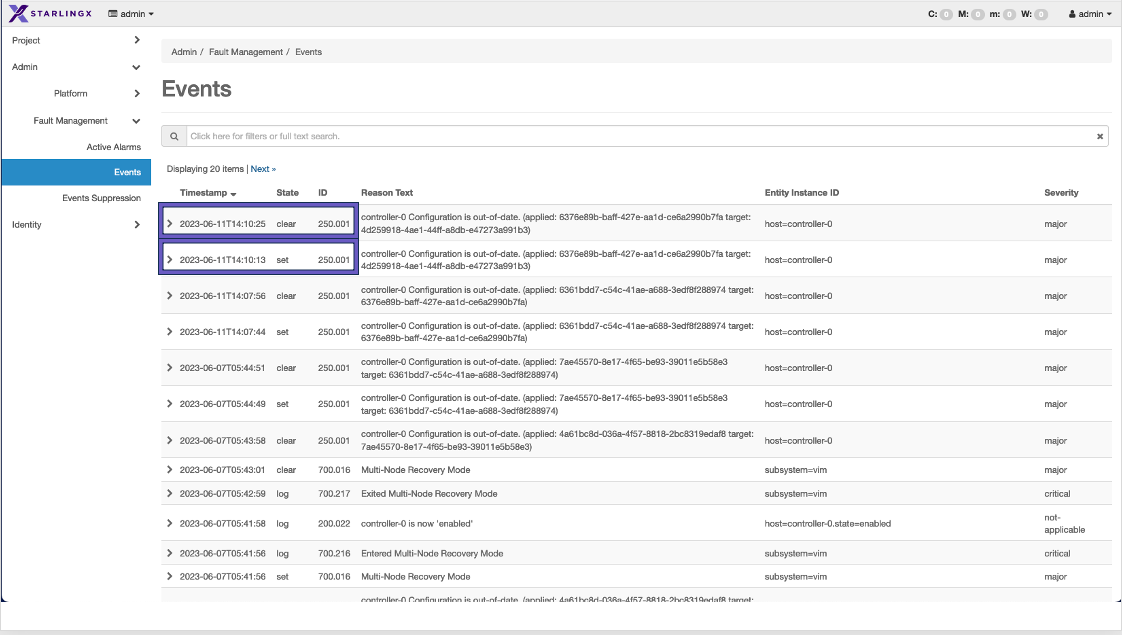 STARLINGX admin C: 0 M: 0 m: 0 W: 0 admin
Project
Admin
Platform
Fault Management
Active Alarms
Events
Events Suppression
Identity
Admin / Fault Management / Events
Events
Click here for filters or full text search.
Displaying 20 items | Next »
Timestamp State ID Reason Text Entity Instance ID Severity
2023-06-11T14:10:25 clear 250.001 controller-0 Configuration is out-of-date. (applied: 6376e89b-baff-427e-aa1d-ce6a2990b7fa target: host=controller-0 major
4d259918-4ae1-44ff-a8db-e47273a991b3)
2023-06-11T14:10:13 set 250.001 controller-0 Configuration is out-of-date. (applied: 6376e89b-baff-427e-aa1d-ce6a2990b7fa target: host=controller-0 major
4d259918-4ae1-44ff-a8db-e47273a991b3)
2023-06-11T14:07:56 clear 250.001 controller-0 Configuration is out-of-date. (applied: 6361bdd7-c54c-41ae-a688-3edf8f288974 target: host=controller-0 major
6376e89b-baff-427e-aa1d-ce6a2990b7fa)
2023-06-11T14:07:44 set 250.001 controller-0 Configuration is out-of-date. (applied: 6361bdd7-c54c-41ae-a688-3edf8f288974 target: host=controller-0 major
6376e89b-baff-427e-aa1d-ce6a2990b7fa)
2023-06-07T05:44:51 clear 250.001 controller-0 Configuration is out-of-date. (applied: 7ae45570-8e17-4f65-be93-39011e5b58e3 host=controller-0 major
target: 6361bdd7-c54c-41ae-a688-3edf8f288974)
2023-06-07T05:44:49 set 250.001 controller-0 Configuration is out-of-date. (applied: 7ae45570-8e17-4f65-be93-39011e5b58e3 host=controller-0 major
target: 6361bdd7-c54c-41ae-a688-3edf8f288974)
2023-06-07T05:43:58 clear 250.001 controller-0 Configuration is out-of-date. (applied: 4a61bc8d-036a-4f57-8818-2bc8319edaf8 target: host=controller-0 major
7ae45570-8e17-4f65-be93-39011e5b58e3)
2023-06-07T05:43:01 clear 700.016 Multi-Node Recovery Mode subsystem=vim major
2023-06-07T05:42:59 log 700.217 Exited Multi-Node Recovery Mode subsystem=vim critical
2023-06-07T05:41:58 log 200.022 controller-0 is now 'enabled' host=controller-0.state=enabled not-
applicable
2023-06-07T05:41:56 log 700.216 Entered Multi-Node Recovery Mode subsystem=vim critical
2023-06-07T05:41:56 set 700.016 Multi-Node Recovery Mode subsystem=vim major
controller-0 Configuration is out-of-date. (applied: 4a61bc8d-036a-4f57-8818-2bc8319edaf8 target: